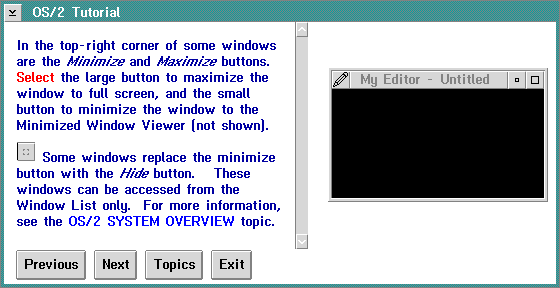 OS/2 Tutorial
In the top-right corner of some windows
are the Minimize and Maximize buttons.
Select the large button to maximize the
window to full screen, and the small
button to minimize the window to the
Minimized Window Viewer (not shown).
Some windows replace the minimize
button with the Hide button. These
windows can be accessed from the
Window List only. For more information,
see the OS/2 SYSTEM OVERVIEW topic.
My Editor - Untitled
Previous
Next
Topics
Exit